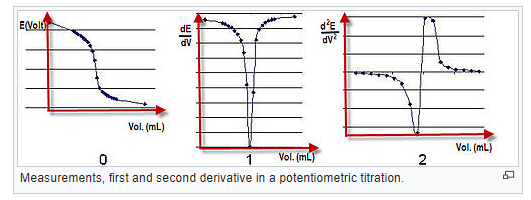 E(Volt)
Vol. (mL)
0
dE
dV
Vol. (mL)
1
d²E
dV²
Vol. (mL)
2
Measurements, first and second derivative in a potentiometric titration.